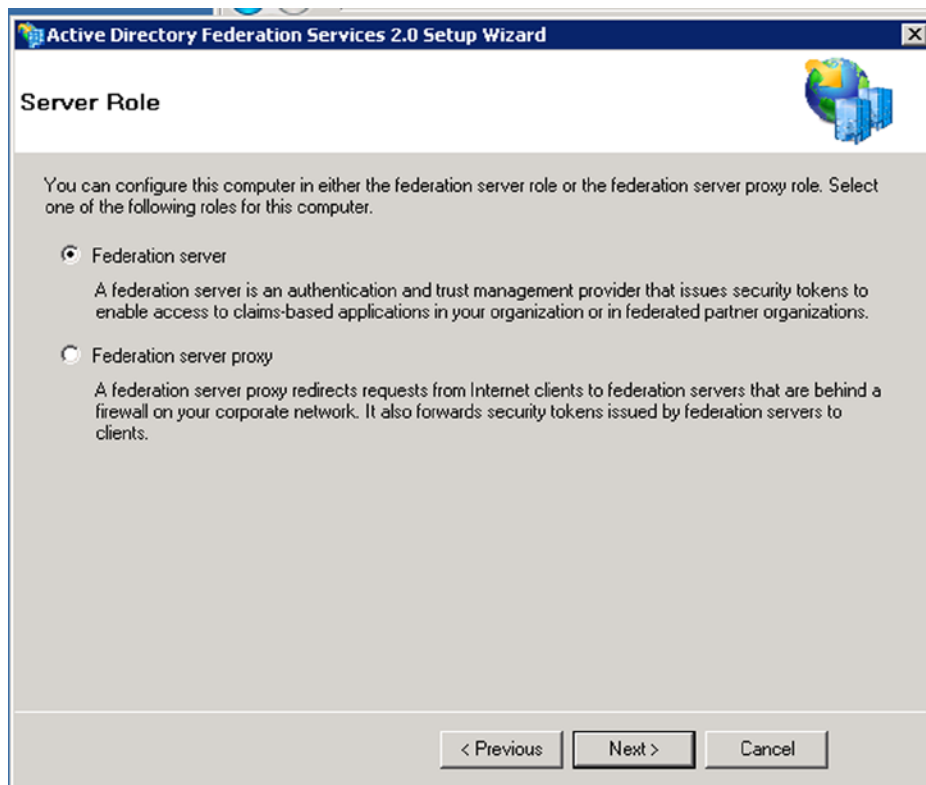 Active Directory Federation Services 2.0 Setup Wizard
Server Role
You can configure this computer in either the federation server role or the federation server proxy role. Select
one of the following roles for this computer.
Federation server
A federation server is an authentication and trust management provider that issues security tokens to
enable access to claims-based applications in your organization or in federated partner organizations.
Federation server proxy
A federation server proxy redirects requests from Internet clients to federation servers that are behind a
firewall on your corporate network. It also forwards security tokens issued by federation servers to
clients.
< Previous Next > Cancel